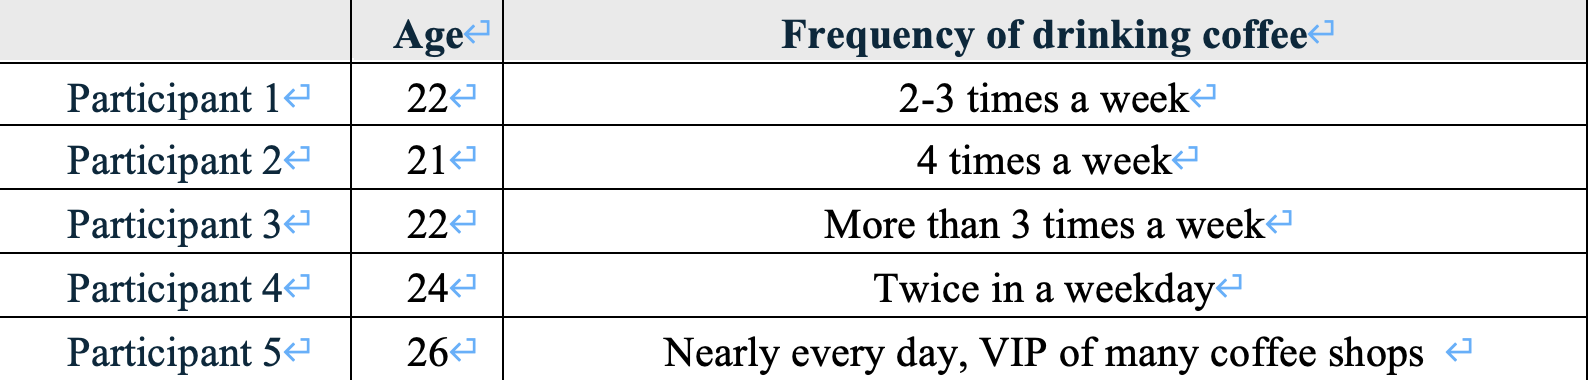 Age Frequency of drinking coffee
Participant 1 22 2-3 times a week
Participant 2 21 4 times a week
Participant 3 22 More than 3 times a week
Participant 4 24 Twice in a weekday
Participant 5 26 Nearly every day, VIP of many coffee shops